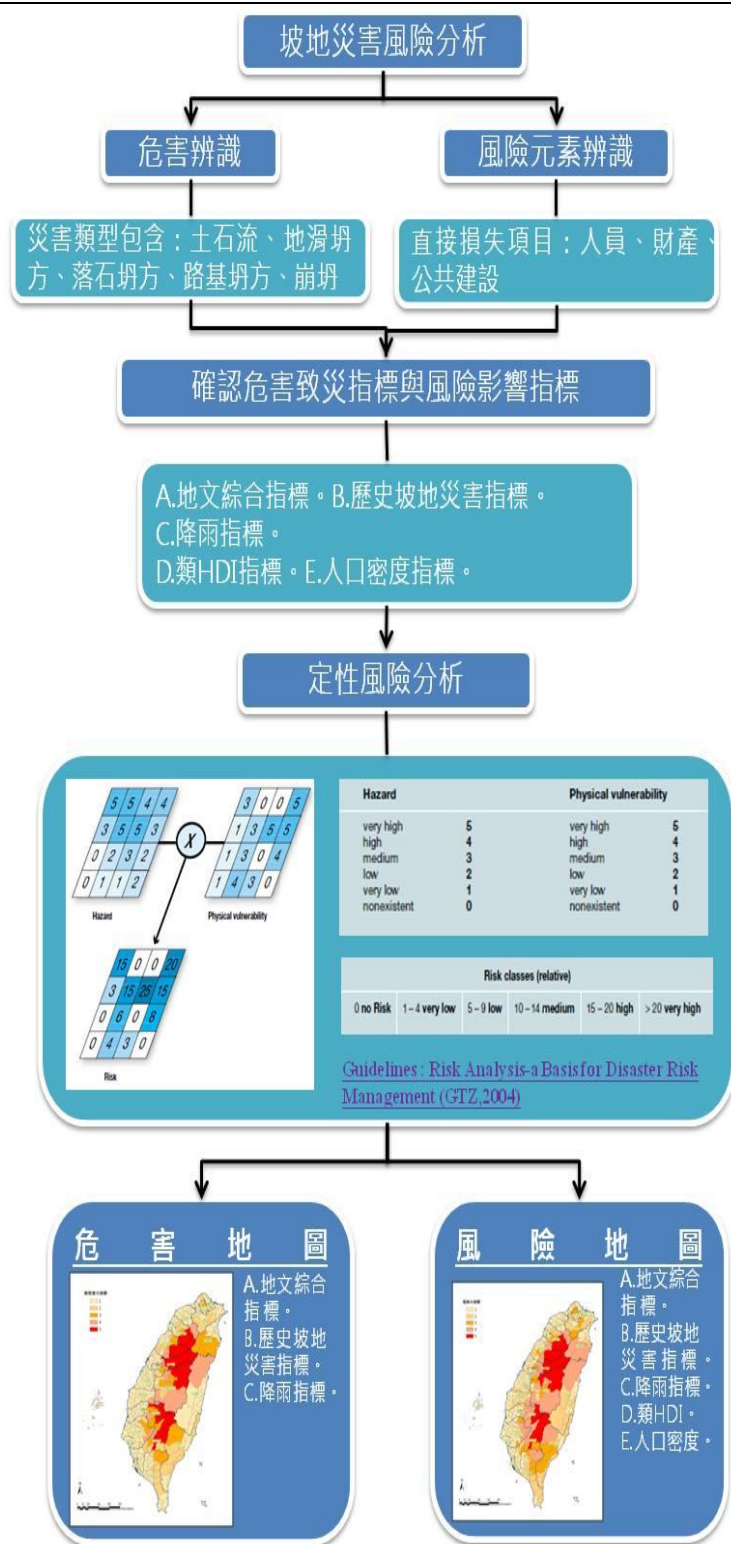 坡地災害風險分析
危害辨識
風險元素辨識
災害類型包含：土石流、地滑坍
方、落石坍方、路基坍方、崩坍
直接損失項目：人員、財產、
公共建設
確認危害致災指標與風險影響指標
A.地文綜合指標。B.歷史坡地災害指標。
C.降雨指標。
D.類HDI指標。E.人口密度指標。
定性風險分析
5 5 4 4
3 5 5 3
0 2 3 2
0 1 1 2
Hazard
X
3 0 0 5
1 3 5 5
1 3 0 4
1 4 3 0
Physical vulnerability
15 0 0 20
3 15 25 15
0 6 0 8
0 4 3 0
Risk
Hazard Physical vulnerability
very high 5 very high 5
high 4 high 4
medium 3 medium 3
low 2 low 2
very low 1 very low 1
nonexistent 0 nonexistent 0
Risk classes (relative)
0 no Risk 1 – 4 very low 5 – 9 low 10 – 14 medium 15 – 20 high > 20 very high
Guidelines : Risk Analysis-a Basis for Disaster Risk
Management (GTZ,2004)
危害地圖
A.地文綜合
指標。
B.歷史坡地
災害指標。
C.降雨指標。
風險地圖
A.地文綜合
指標。
B.歷史坡地
災害指標。
C.降雨指標。
D.類HDI。
E.人口密度。